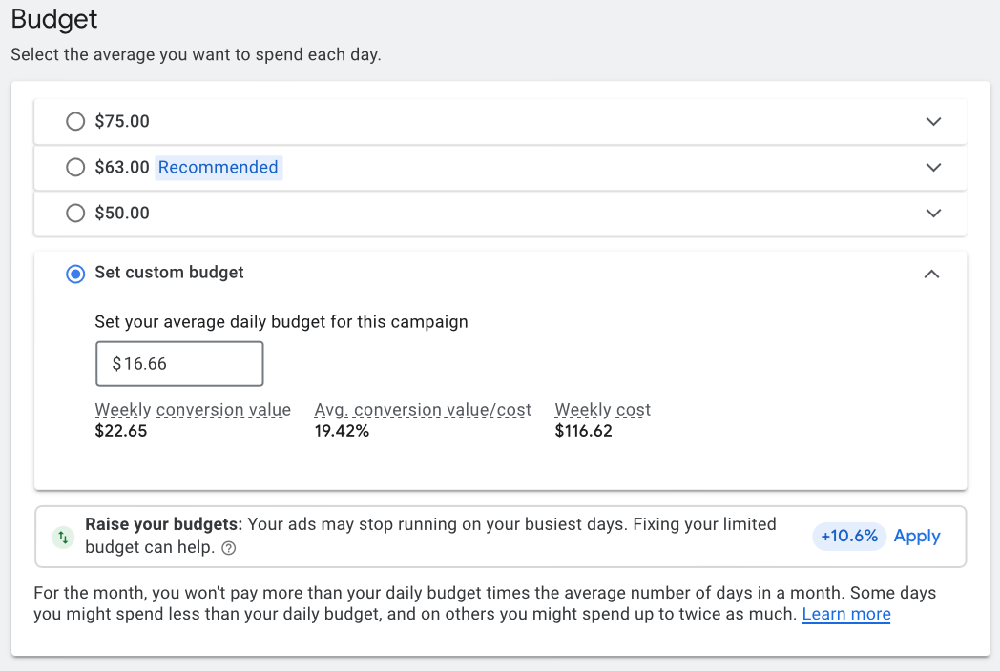 Budget
Select the average you want to spend each day.
$75.00
$63.00 Recommended
$50.00
Set custom budget
Set your average daily budget for this campaign
$ 16.66
Weekly conversion value Avg. conversion value/cost Weekly cost
$22.65 19.42% $116.62
Raise your budgets: Your ads may stop running on your busiest days. Fixing your limited
budget can help.
+10.6% Apply
For the month, you won't pay more than your daily budget times the average number of days in a month. Some days
you might spend less than your daily budget, and on others you might spend up to twice as much. Learn more